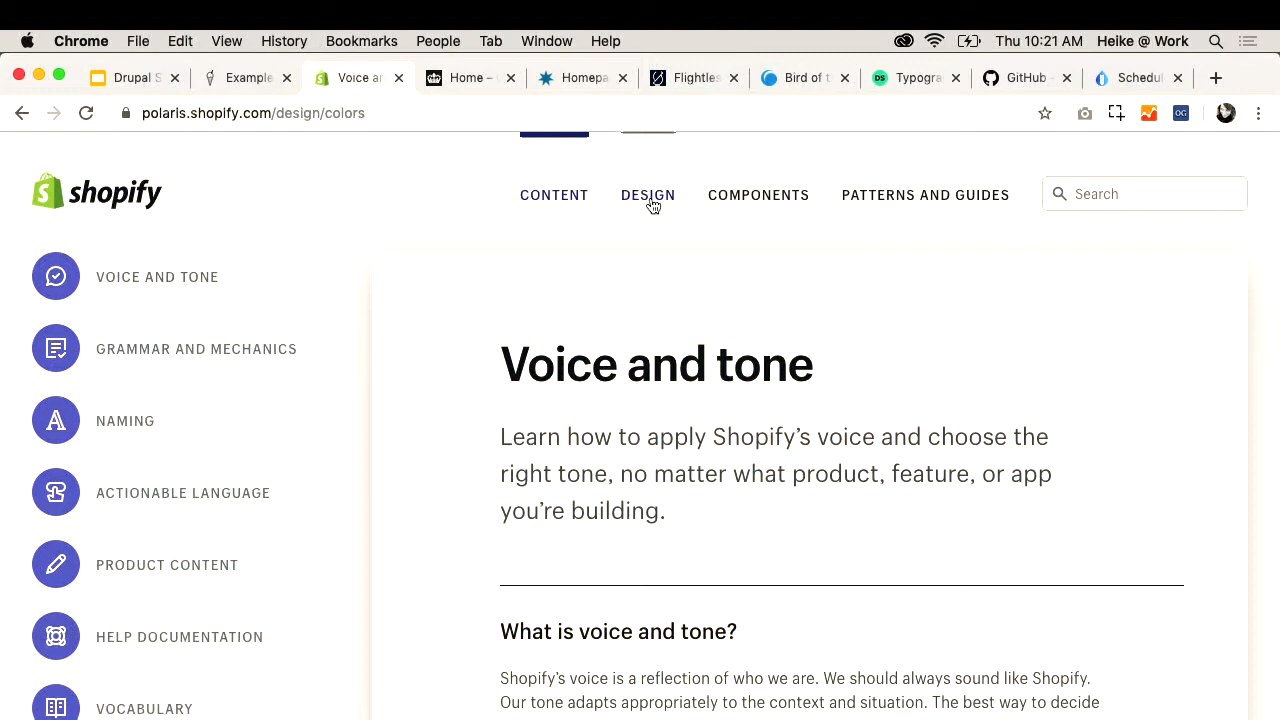 Chrome File Edit View History Bookmarks People Tab Window Help Thu 10:21 AM Heike @ Work
Drupal S Example Voice ar Home – Homepa Flightles Bird of t Typogra GitHub - Schedul
polaris.shopify.com/design/colors
OG
shopify CONTENT DESIGN COMPONENTS PATTERNS AND GUIDES Search
VOICE AND TONE
GRAMMAR AND MECHANICS
NAMING
ACTIONABLE LANGUAGE
PRODUCT CONTENT
HELP DOCUMENTATION
VOCABULARY
Voice and tone
Learn how to apply Shopify’s voice and choose the
right tone, no matter what product, feature, or app
you’re building.
What is voice and tone?
Shopify’s voice is a reflection of who we are. We should always sound like Shopify.
Our tone adapts appropriately to the context and situation. The best way to decide